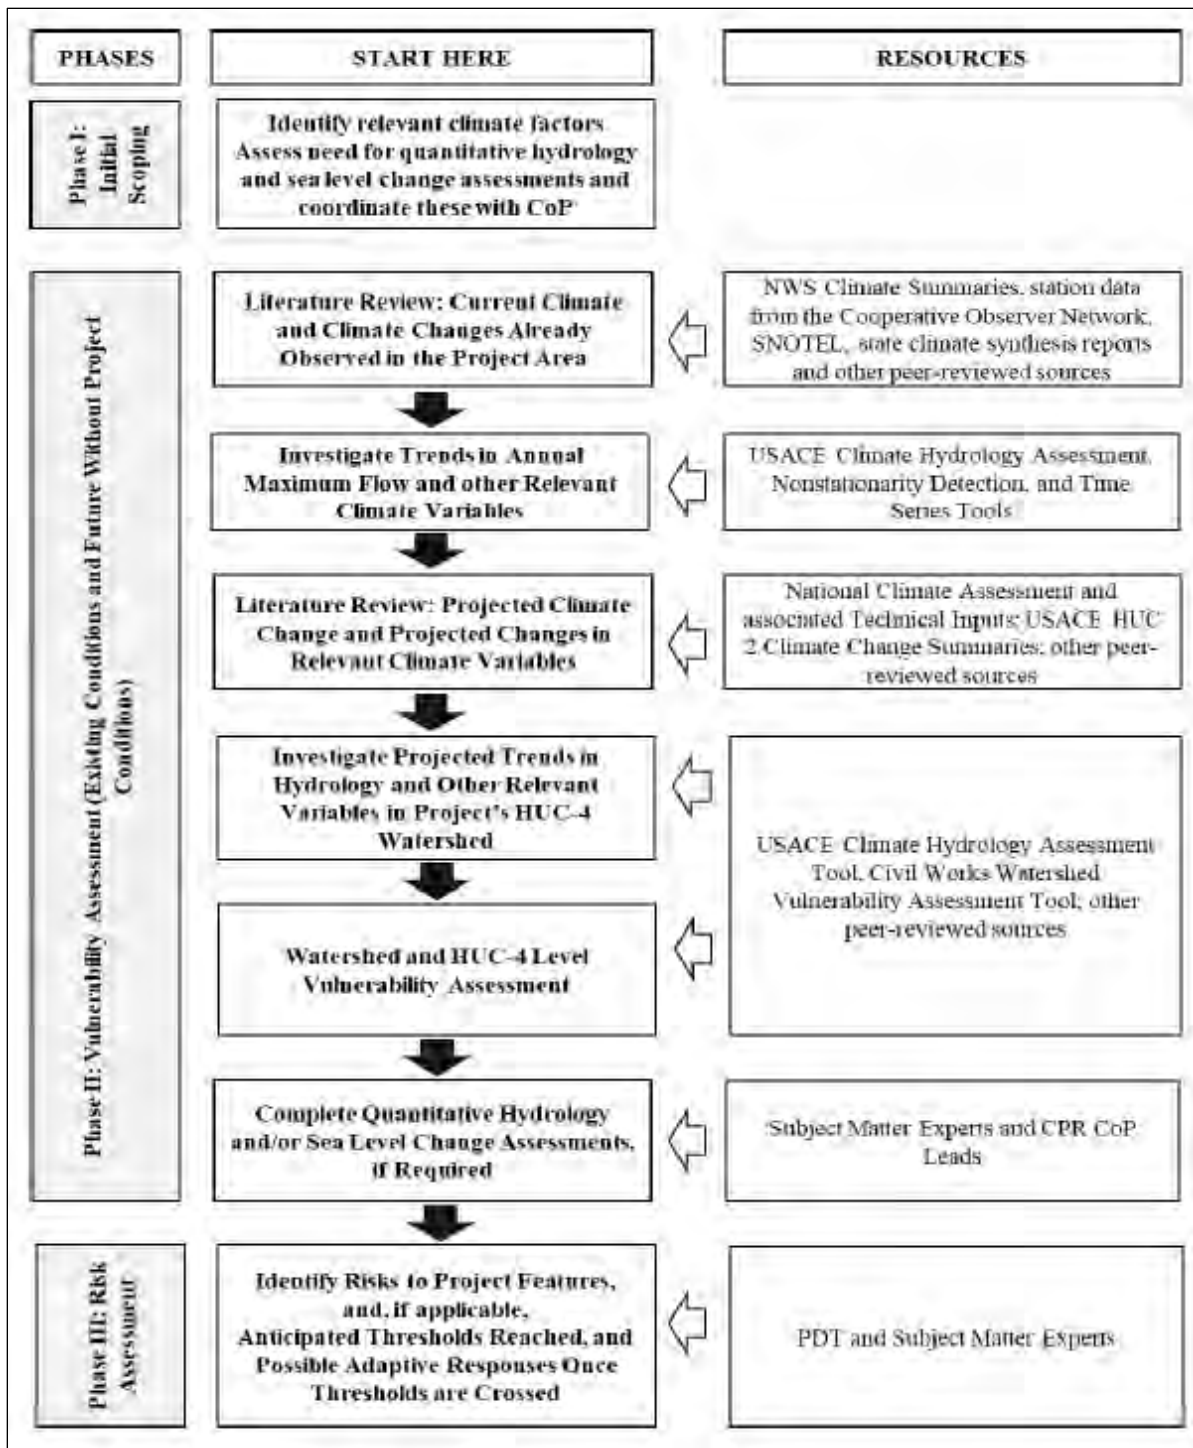 PHASES
START HERE
RESOURCES
Phase I:
Initial
Scoping
Identify relevant climate factors
Assess need for quantitative hydrology
and sea level change assessments and
coordinate these with CoP
Phase II: Vulnerability Assessment (Existing Conditions and Future Without Project
Conditions)
Literature Review: Current Climate
and Climate Changes Already
Observed in the Project Area
NWS Climate Summaries, station data
from the Cooperative Observer Network,
SNOTEL, state climate synthesis reports
and other peer-reviewed sources
Investigate Trends in Annual
Maximum Flow and other Relevant
Climate Variables
USACE Climate Hydrology Assessment,
Nonstationarity Detection, and Time
Series Tools
Literature Review: Projected Climate
Change and Projected Changes in
Relevant Climate Variables
National Climate Assessment and
associated Technical Inputs; USACE HUC
2 Climate Change Summaries; other peer-
reviewed sources
Investigate Projected Trends in
Hydrology and Other Relevant
Variables in Project's HUC-4
Watershed
Watershed and HUC-4 Level
Vulnerability Assessment
USACE Climate Hydrology Assessment
Tool, Civil Works Watershed
Vulnerability Assessment Tool; other
peer-reviewed sources
Complete Quantitative Hydrology
and/or Sea Level Change Assessments,
if Required
Subject Matter Experts and CPR CoP
Leads
Phase III: Risk
Assessment
Identify Risks to Project Features,
and, if applicable,
Anticipated Thresholds Reached, and
Possible Adaptive Responses Once
Thresholds are Crossed
PDT and Subject Matter Experts